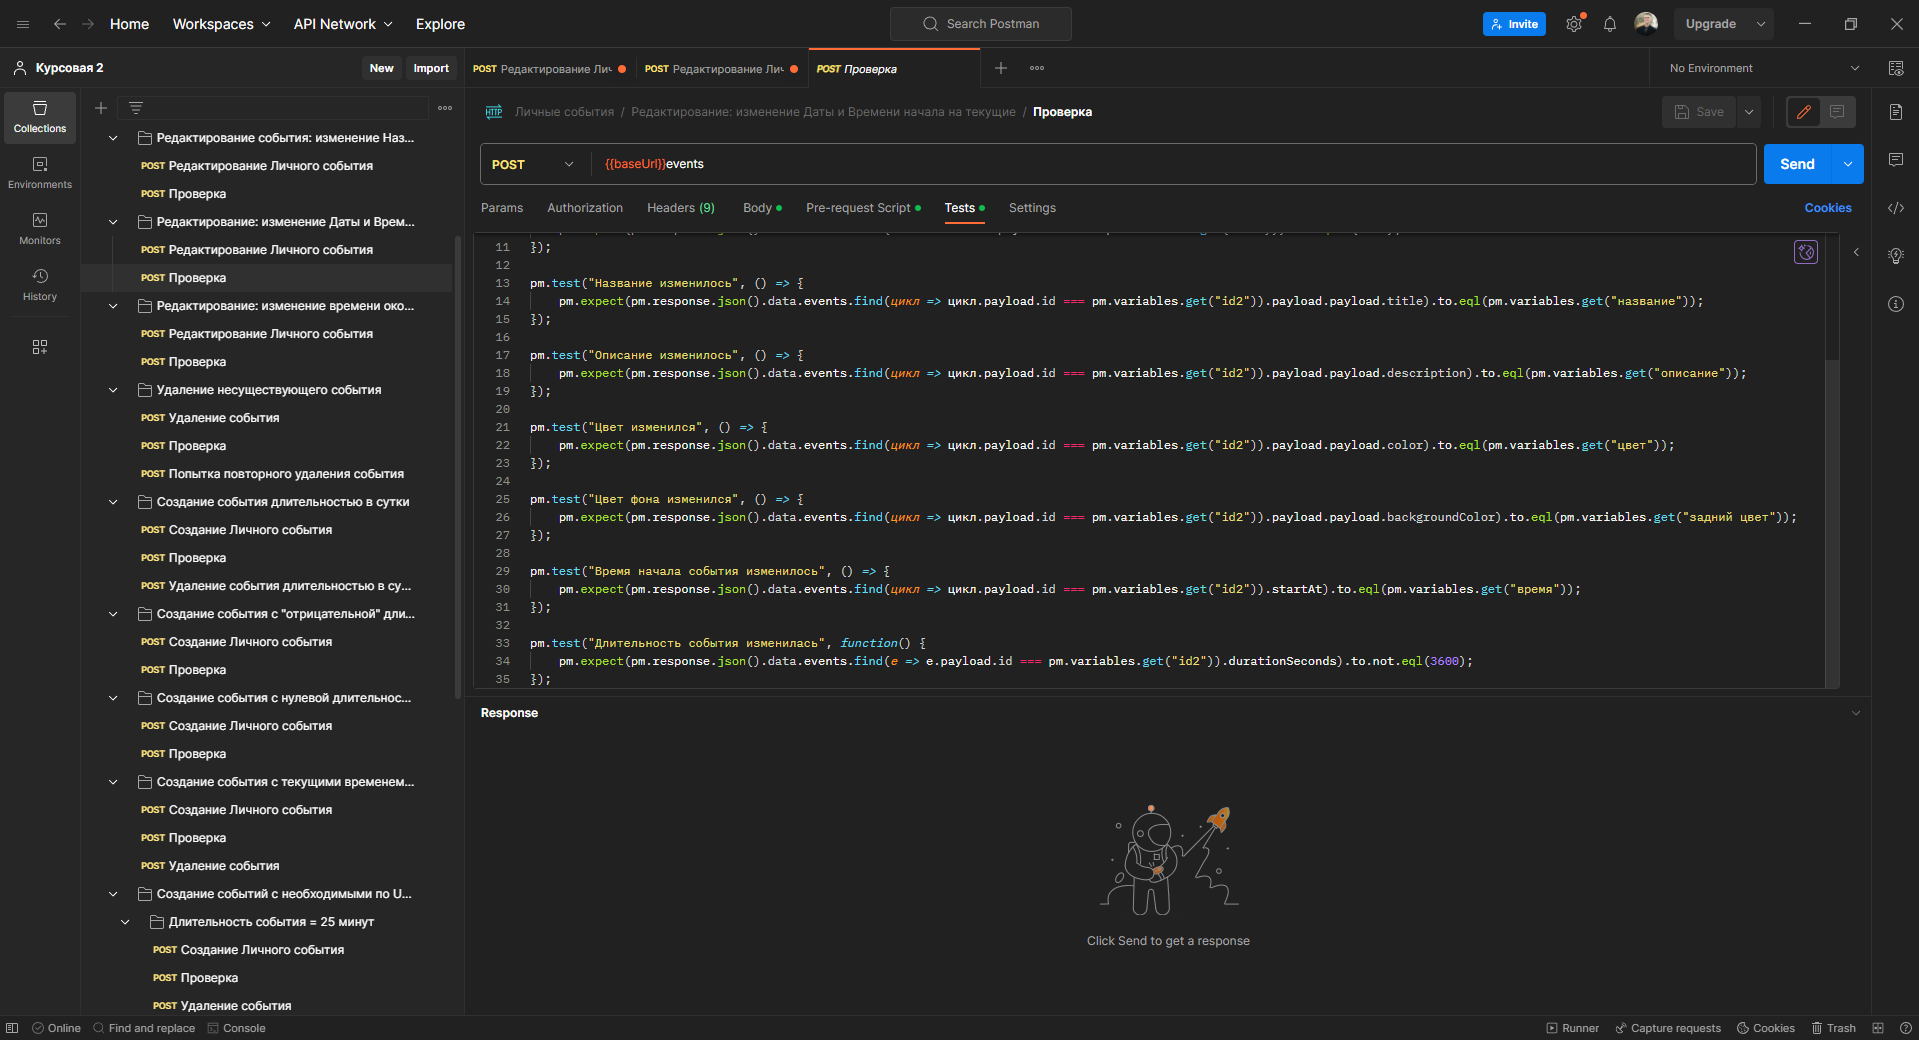 Home
Workspaces
API Network
Explore
Search Postman
Invite
Upgrade
Курсовая 2
New
Import
POST Редактирование Лич
POST Редактирование Лич
POST Проверка
No Environment
Collections
Environments
Monitors
History
Редактирование события: изменение Наз...
POST Редактирование Личного события
POST Проверка
Редактирование: изменение Даты и Врем...
POST Редактирование Личного события
POST Проверка
Редактирование: изменение времени око...
POST Редактирование Личного события
POST Проверка
Удаление несуществующего события
POST Удаление события
POST Проверка
POST Попытка повторного удаления события
Создание события длительностью в сутки
POST Создание Личного события
POST Проверка
POST Удаление события длительностью в су...
Создание события с "отрицательной" дли...
POST Создание Личного события
POST Проверка
Создание события с нулевой длительнос...
POST Создание Личного события
POST Проверка
Создание события с текущими временем...
POST Создание Личного события
POST Проверка
POST Удаление события
Создание событий с необходимыми по U...
Длительность события = 25 минут
POST Создание Личного события
POST Проверка
POST Удаление события
HTTP Личные события / Редактирование: изменение Даты и Времени начала на текущие / Проверка
Save
POST {{baseUrl}}events
Send
Params Authorization Headers (9) Body Pre-request Script Tests Settings
Cookies
11 });
12
13 pm.test("Название изменилось", () => {
14 pm.expect(pm.response.json().data.events.find(цикл => цикл.payload.id === pm.variables.get("id2")).payload.payload.title).to.eql(pm.variables.get("название"));
15 });
16
17 pm.test("Описание изменилось", () => {
18 pm.expect(pm.response.json().data.events.find(цикл => цикл.payload.id === pm.variables.get("id2")).payload.payload.description).to.eql(pm.variables.get("описание"));
19 });
20
21 pm.test("Цвет изменился", () => {
22 pm.expect(pm.response.json().data.events.find(цикл => цикл.payload.id === pm.variables.get("id2")).payload.payload.color).to.eql(pm.variables.get("цвет"));
23 });
24
25 pm.test("Цвет фона изменился", () => {
26 pm.expect(pm.response.json().data.events.find(цикл => цикл.payload.id === pm.variables.get("id2")).payload.payload.backgroundColor).to.eql(pm.variables.get("задний цвет"));
27 });
28
29 pm.test("Время начала события изменилось", () => {
30 pm.expect(pm.response.json().data.events.find(цикл => цикл.payload.id === pm.variables.get("id2")).startAt).to.eql(pm.variables.get("время"));
31 });
32
33 pm.test("Длительность события изменилась", function() {
34 pm.expect(pm.response.json().data.events.find(e => e.payload.id === pm.variables.get("id2")).durationSeconds).to.not.eql(3600);
35 });
Response
Click Send to get a response
Online
Find and replace
Console
Runner
Capture requests
Cookies
Trash